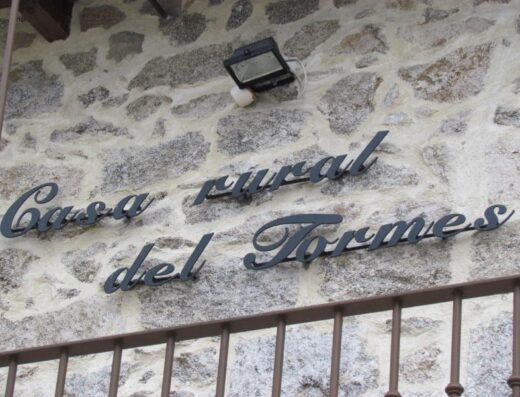 Casa rural
del Tormes